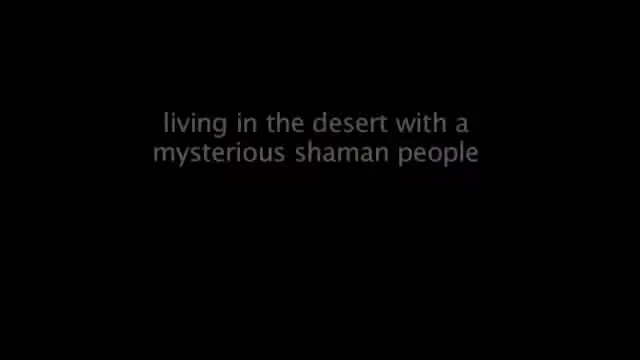 living in the desert with a
mysterious shaman people